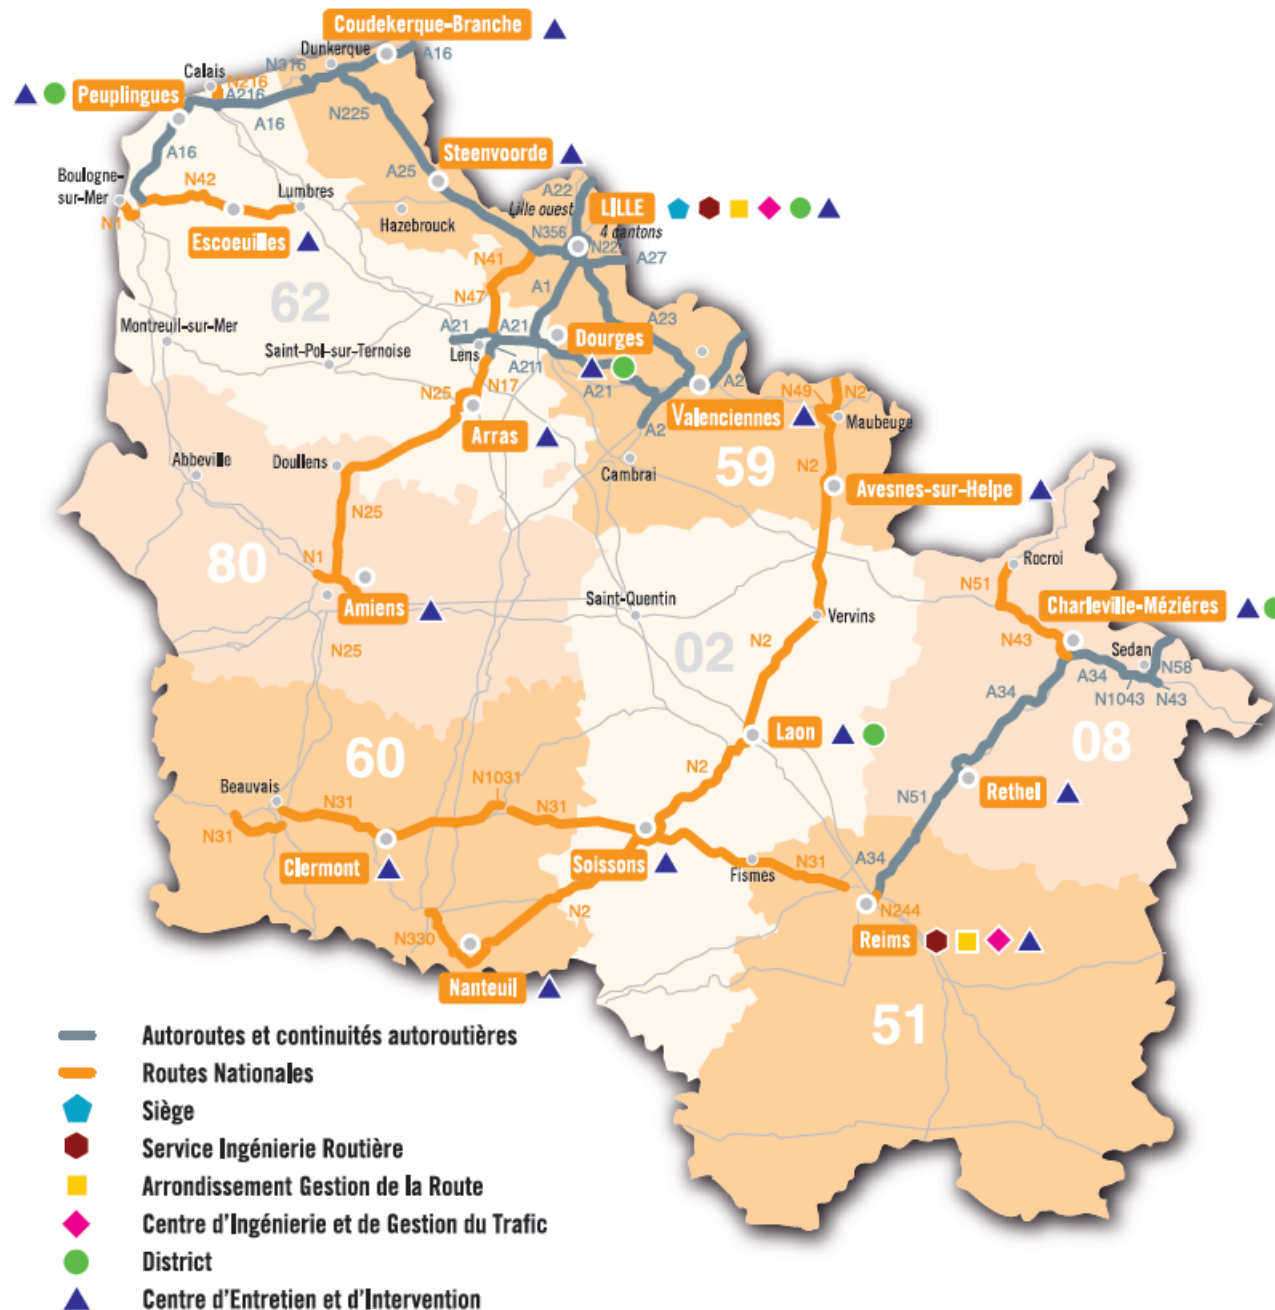 Coudekerque-Branche
Dunkerque
A16
N316
Calais
N216
A216
Peuplingues
A16
N225
A16
Steenvoorde
A25
Boulogne-
sur-Mer
N42
Lumbres
N1
Hazebrouck
Escoeuilles
A22
Lille ouest
LILLE
4 cantons
N356
N227
A27
N41
A1
N47
62
A23
Montreuil-sur-Mer
Saint-Pol-sur-Ternoise
A21
A21
Lens
Dourges
A211
A21
A2
N25
N17
Valenciennes
N49
N2
Maubeuge
Arras
A2
Abbeville
Doullens
Cambrai
59
N2
Avesnes-sur-Helpe
N25
80
N1
Rocroi
N51
Amiens
Saint-Quentin
Vervins
Charleville-Méziéres
N25
02
N2
N43
Sedan
N58
A34
N1043
N43
A34
Laon
08
60
N2
Beauvais
N1031
N31
N31
N51
Rethel
N31
Clermont
Soissons
Fismes
N31
A34
N2
N244
N330
Reims
Nanteuil
51
Autoroutes et continuités autoroutières
Routes Nationales
Siège
Service Ingénierie Routière
Arrondissement Gestion de la Route
Centre d'Ingénierie et de Gestion du Trafic
District
Centre d'Entretien et d'Intervention